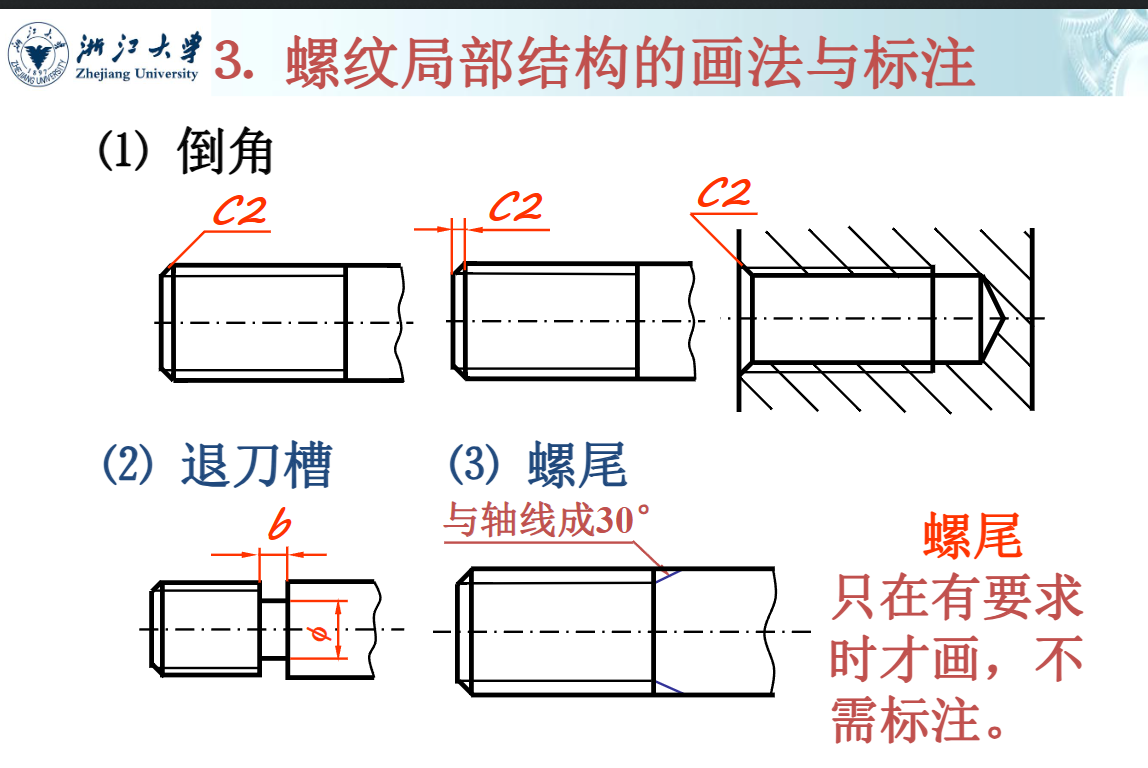 浙江大学
Zhejiang University
3. 螺纹局部结构的画法与标注
(1) 倒角
C2
C2
C2
(2) 退刀槽
(3) 螺尾
b
φ
与轴线成30°
螺尾
只在有要求
时才画，不
需标注。